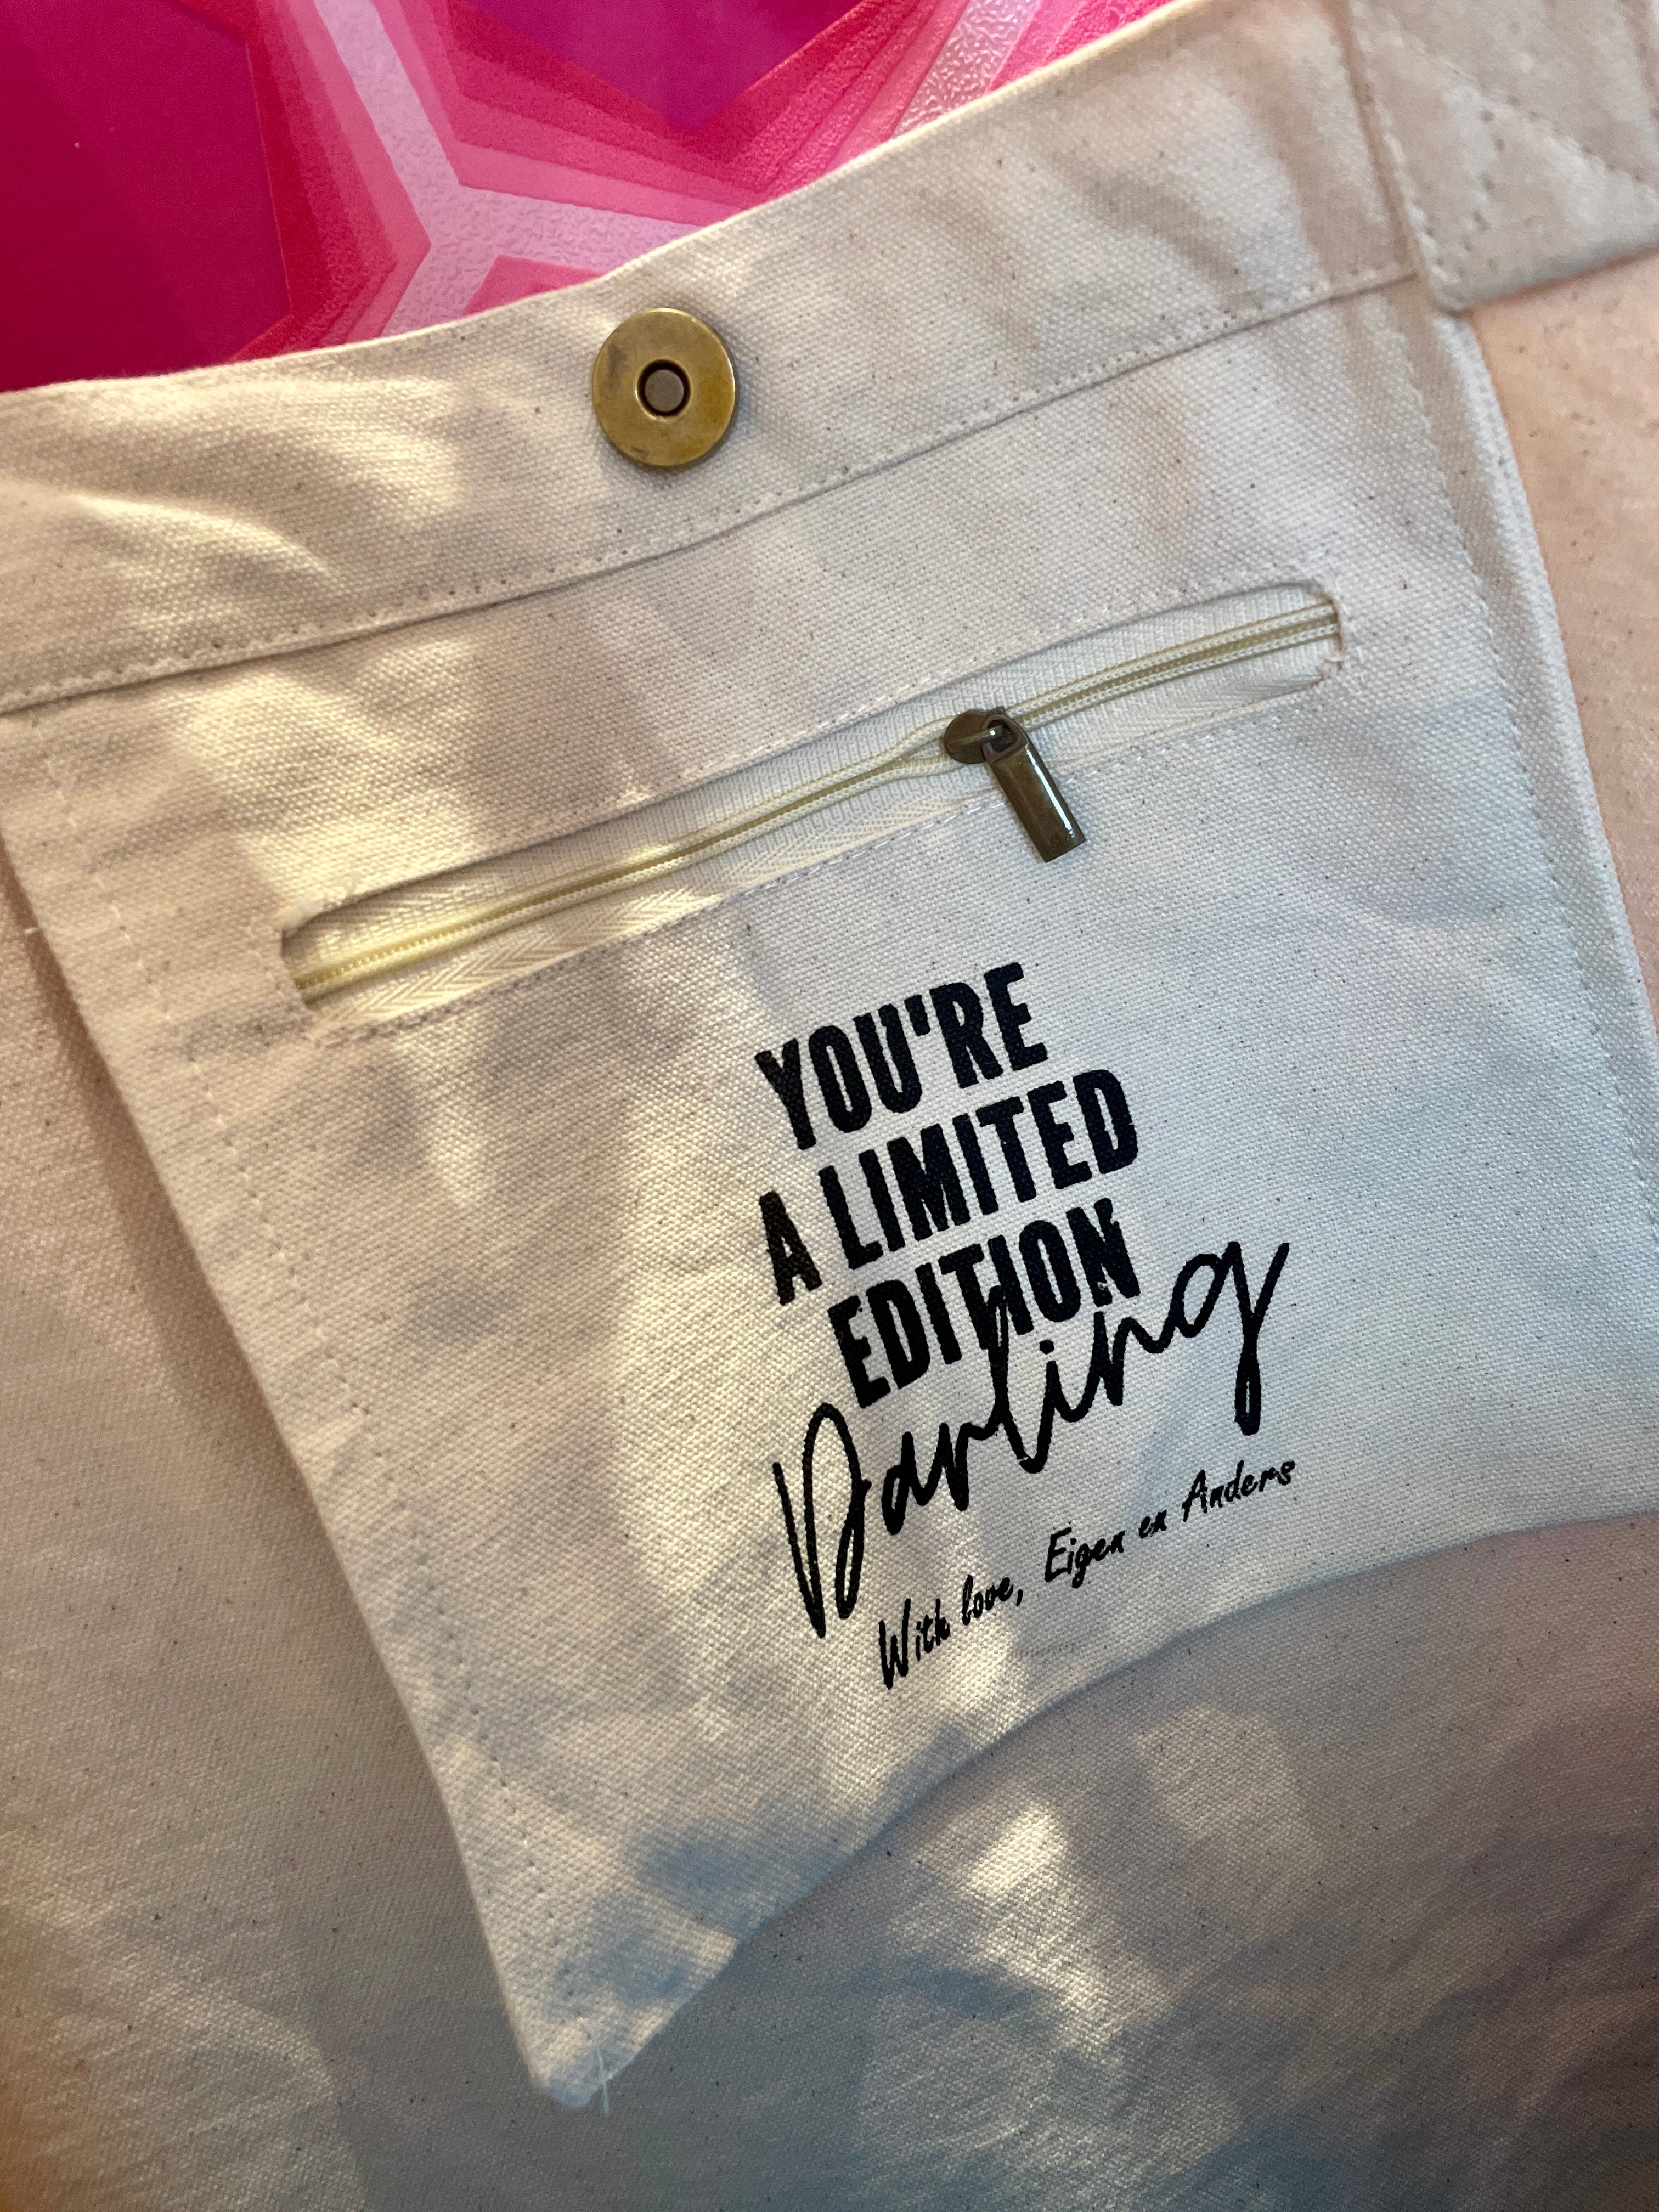 YOU'RE
A LIMITED
EDITION
Darling
With love, Eigen en Anders